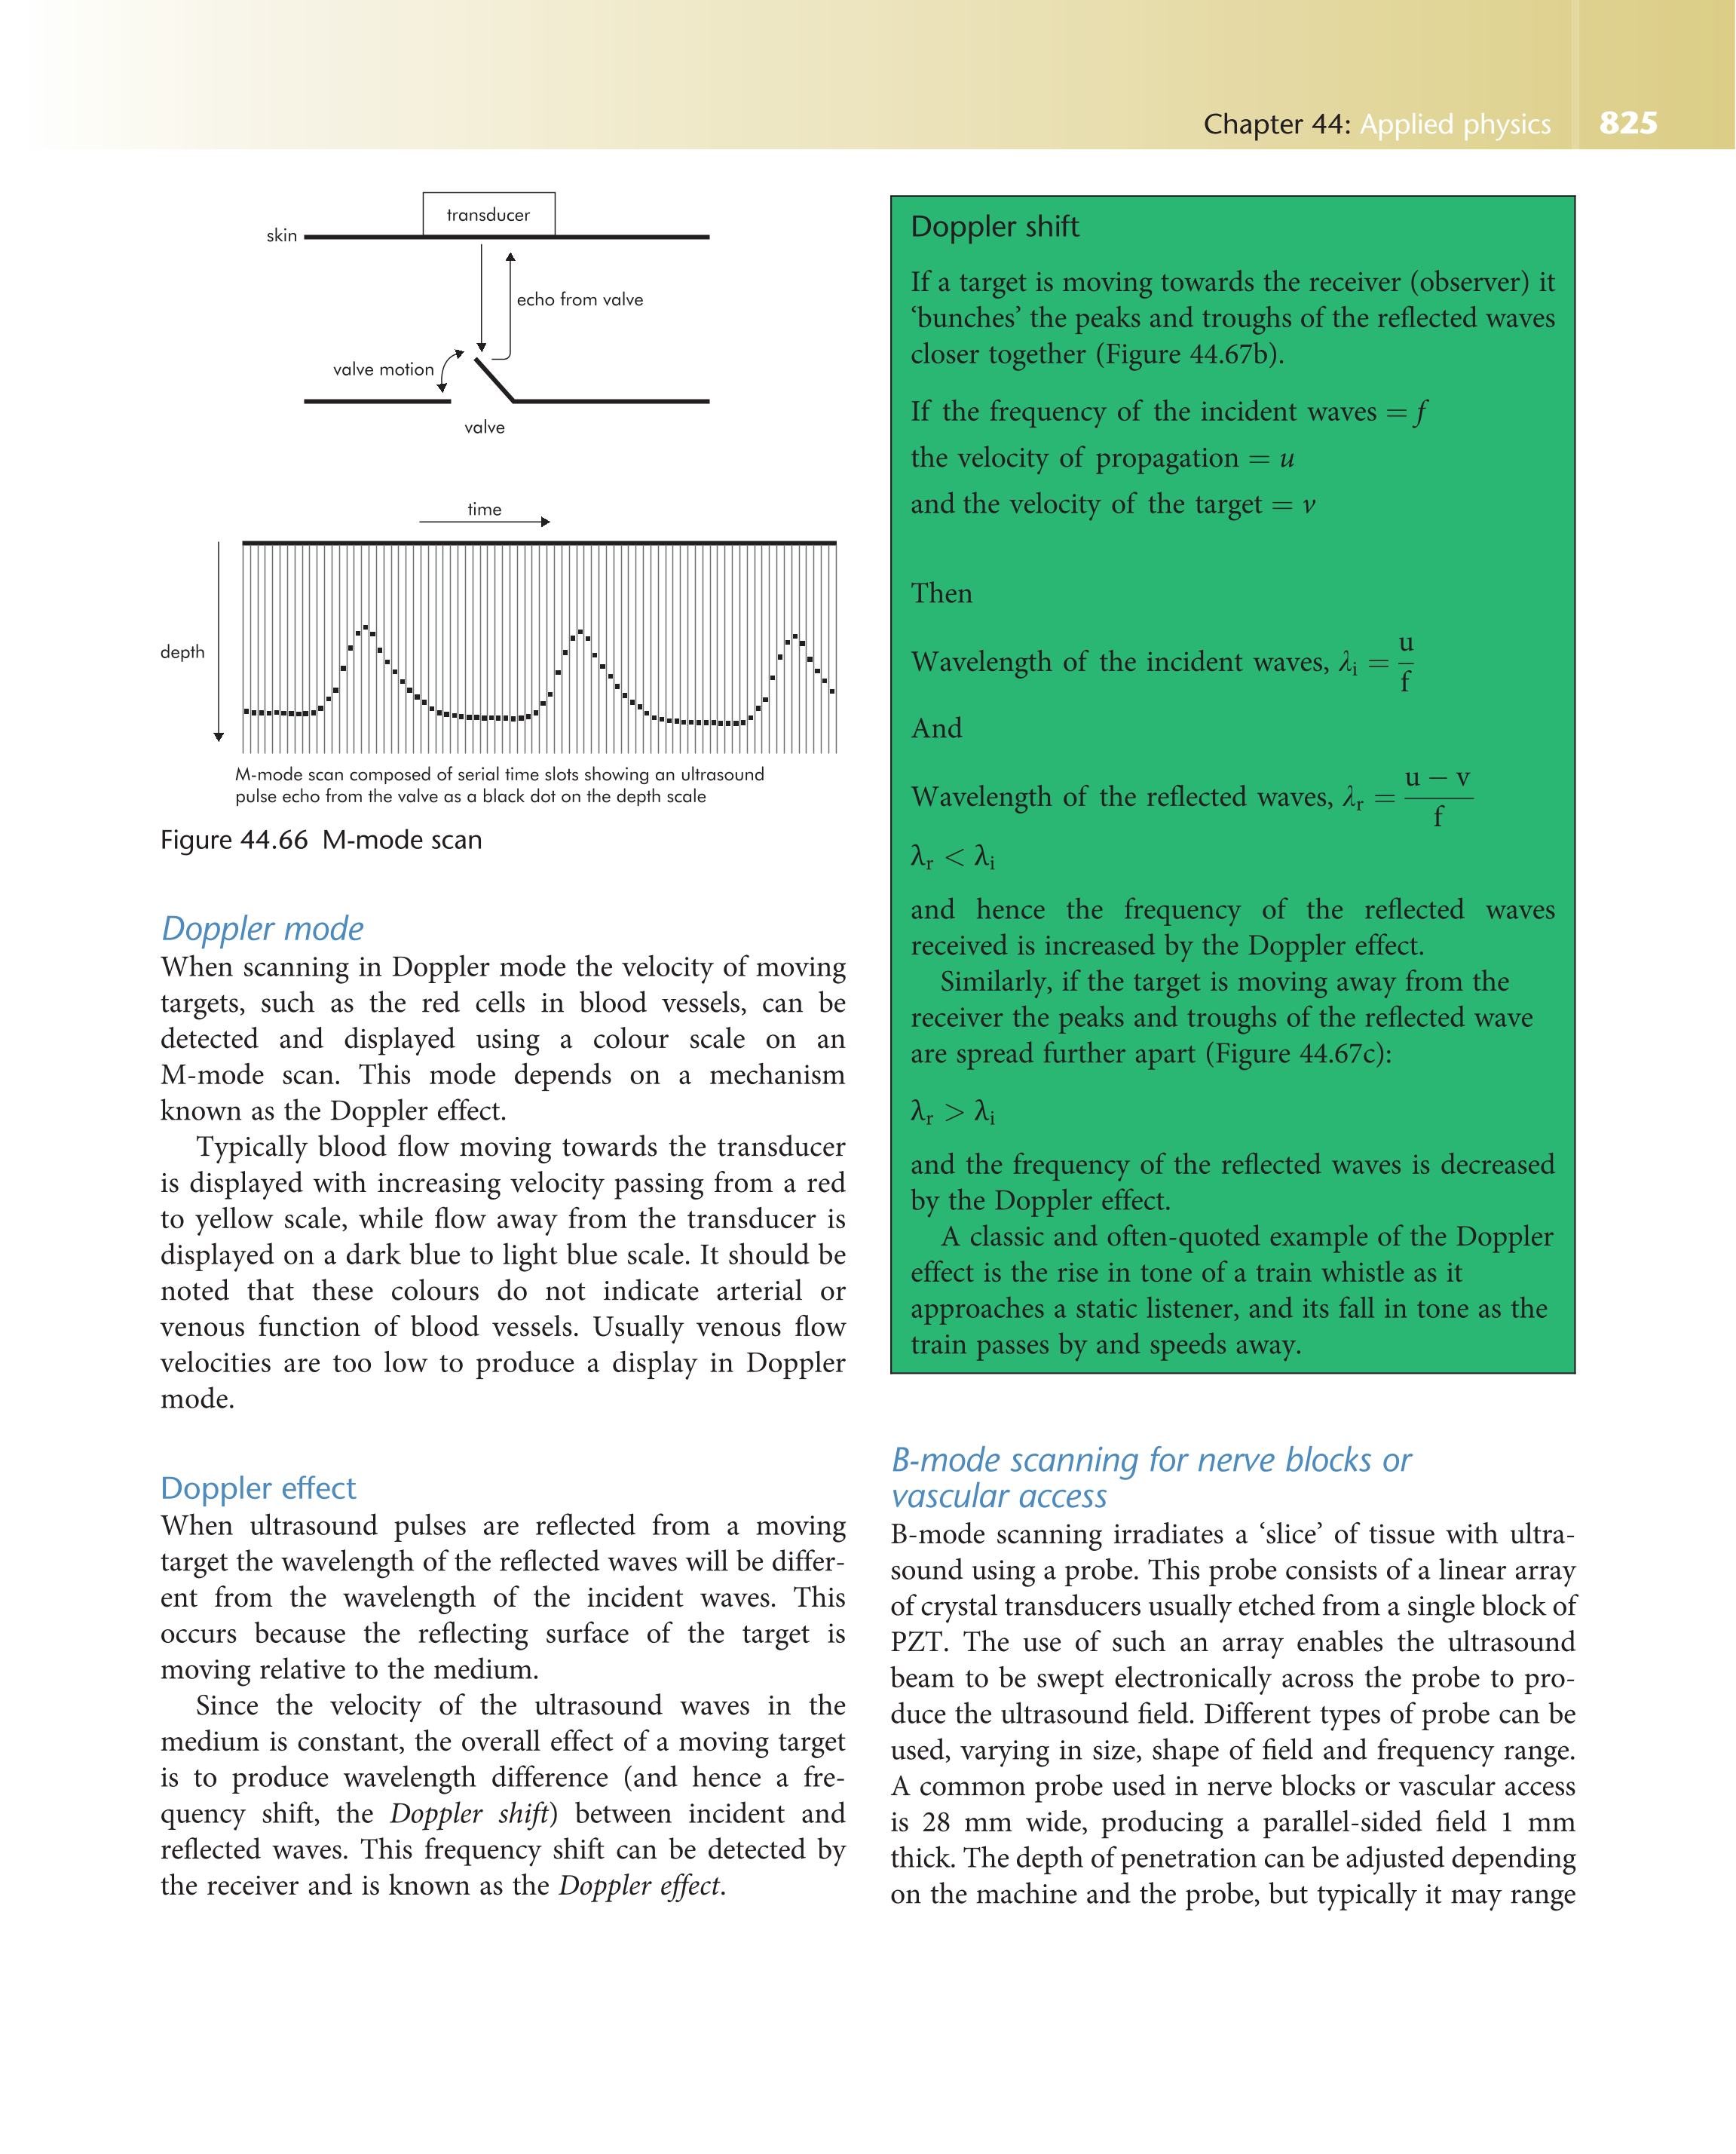 Chapter 44: Applied physics 825
transducer
skin
echo from valve
valve motion
valve
time
depth
M-mode scan composed of serial time slots showing an ultrasound
pulse echo from the valve as a black dot on the depth scale
Figure 44.66 M-mode scan
Doppler mode
When scanning in Doppler mode the velocity of moving
targets, such as the red cells in blood vessels, can be
detected and displayed using a colour scale on an
M-mode scan. This mode depends on a mechanism
known as the Doppler effect.
Typically blood flow moving towards the transducer
is displayed with increasing velocity passing from a red
to yellow scale, while flow away from the transducer is
displayed on a dark blue to light blue scale. It should be
noted that these colours do not indicate arterial or
venous function of blood vessels. Usually venous flow
velocities are too low to produce a display in Doppler
mode.
Doppler effect
When ultrasound pulses are reflected from a moving
target the wavelength of the reflected waves will be differ-
ent from the wavelength of the incident waves. This
occurs because the reflecting surface of the target is
moving relative to the medium.
Since the velocity of the ultrasound waves in the
medium is constant, the overall effect of a moving target
is to produce wavelength difference (and hence a fre-
quency shift, the Doppler shift) between incident and
reflected waves. This frequency shift can be detected by
the receiver and is known as the Doppler effect.
Doppler shift
If a target is moving towards the receiver (observer) it
‘bunches’ the peaks and troughs of the reflected waves
closer together (Figure 44.67b).
If the frequency of the incident waves = f
the velocity of propagation = u
and the velocity of the target = v
Then
Wavelength of the incident waves, λi = u/f
And
Wavelength of the reflected waves, λr = (u − v)/f
λr < λi
and hence the frequency of the reflected waves
received is increased by the Doppler effect.
Similarly, if the target is moving away from the
receiver the peaks and troughs of the reflected wave
are spread further apart (Figure 44.67c):
λr > λi
and the frequency of the reflected waves is decreased
by the Doppler effect.
A classic and often-quoted example of the Doppler
effect is the rise in tone of a train whistle as it
approaches a static listener, and its fall in tone as the
train passes by and speeds away.
B-mode scanning for nerve blocks or
vascular access
B-mode scanning irradiates a ‘slice’ of tissue with ultra-
sound using a probe. This probe consists of a linear array
of crystal transducers usually etched from a single block of
PZT. The use of such an array enables the ultrasound
beam to be swept electronically across the probe to pro-
duce the ultrasound field. Different types of probe can be
used, varying in size, shape of field and frequency range.
A common probe used in nerve blocks or vascular access
is 28 mm wide, producing a parallel-sided field 1 mm
thick. The depth of penetration can be adjusted depending
on the machine and the probe, but typically it may range